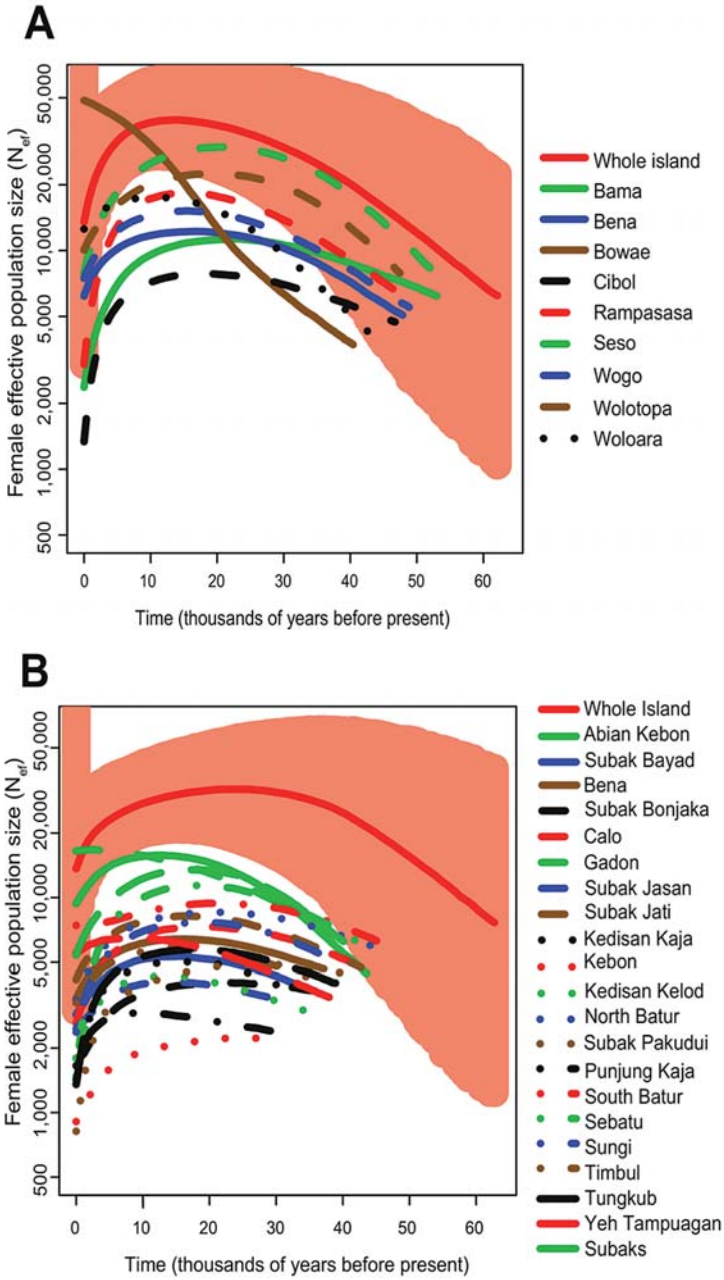 A
Female effective population size (Nef)
50,000
20,000
10,000
5,000
2,000
1,000
500
0 10 20 30 40 50 60
Time (thousands of years before present)
Whole island
Bama
Bena
Bowae
Cibol
Rampasasa
Seso
Wogo
Wolotopa
Woloara
B
Female effective population size (Nef)
50,000
20,000
10,000
5,000
2,000
1,000
500
0 10 20 30 40 50 60
Time (thousands of years before present)
Whole Island
Abian Kebon
Subak Bayad
Bena
Subak Bonjaka
Calo
Gadon
Subak Jasan
Subak Jati
Kedisan Kaja
Kebon
Kedisan Kelod
North Batur
Subak Pakudui
Punjung Kaja
South Batur
Sebatu
Sungi
Timbul
Tungkub
Yeh Tampuagan
Subaks